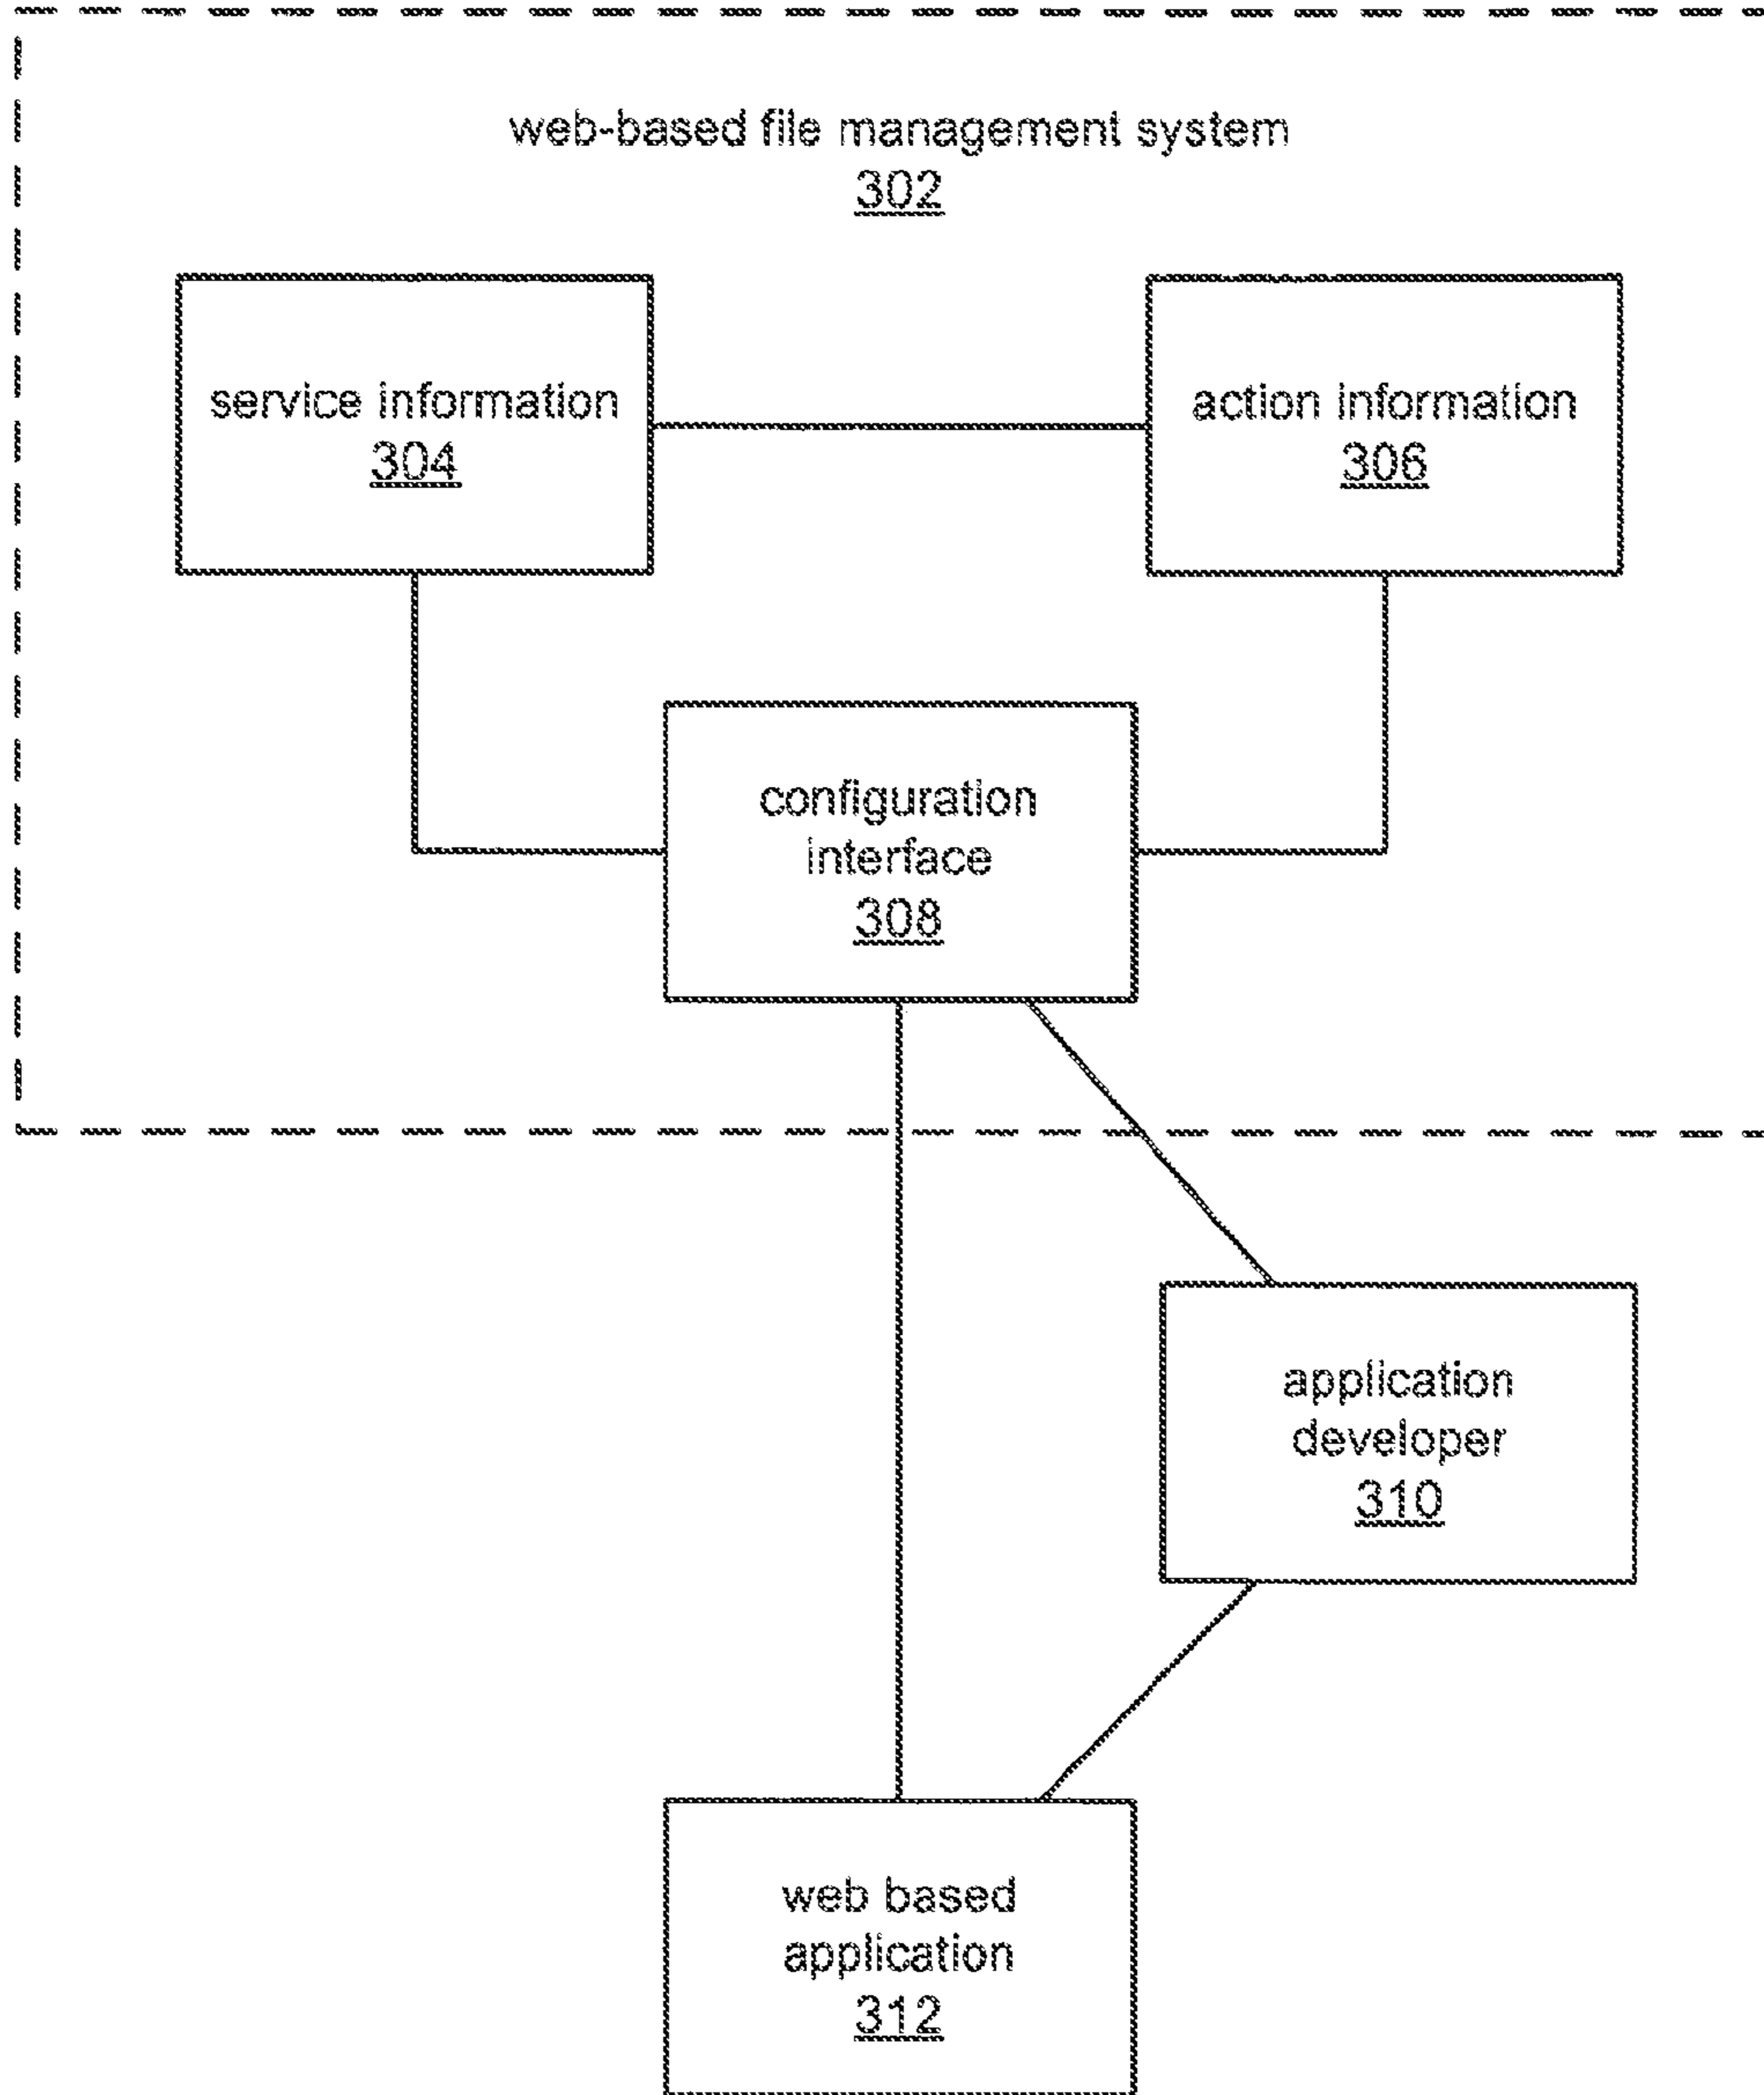 web-based file management system
302
service information
304
action information
306
configuration
interface
308
application
developer
310
web based
application
312